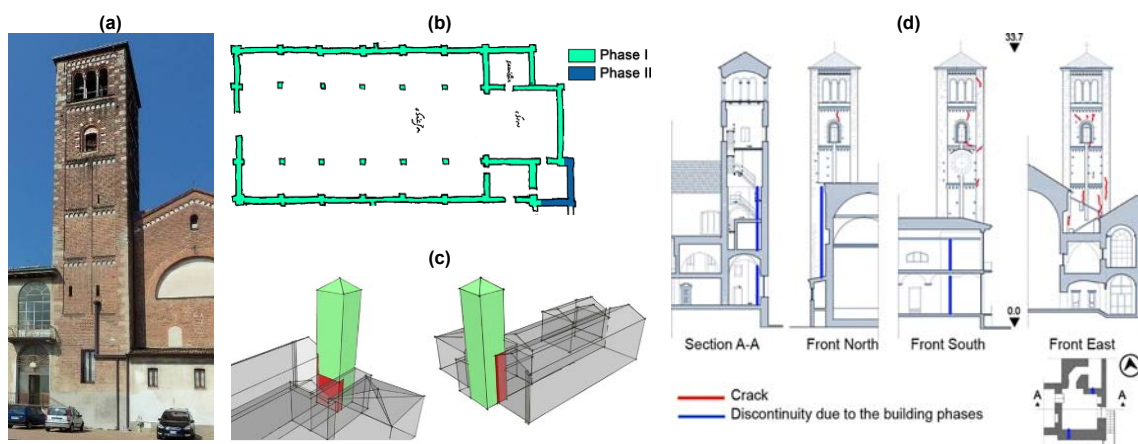 (a)
(b)
Phase I
Phase II
(c)
(d)
33.7
0.0
Section A-A
Front North
Front South
Front East
Crack
Discontinuity due to the building phases
A
A